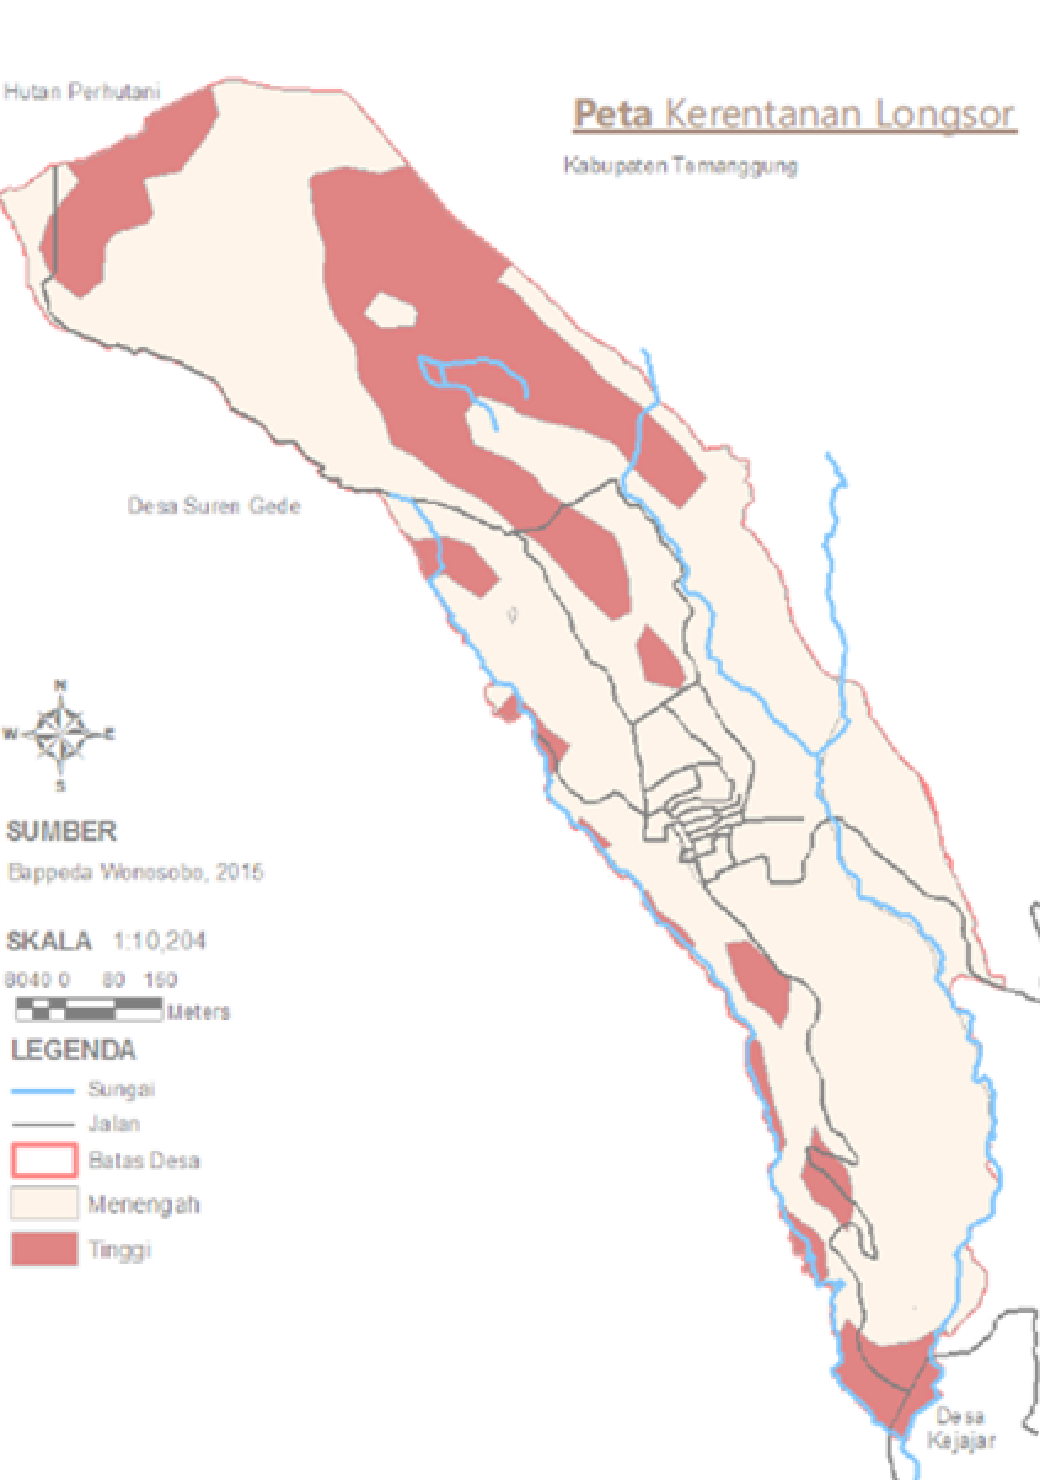 Hutan Perhutani
Peta Kerentanan Longsor
Kabupaten Temanggung
Desa Suren Gede
N
W
E
S
SUMBER
Bappeda Wonosobo, 2015
SKALA 1:10,204
8040 0 80 160
Meters
LEGENDA
Sungai
Jalan
Batas Desa
Menengah
Tinggi
Desa
Kejajar